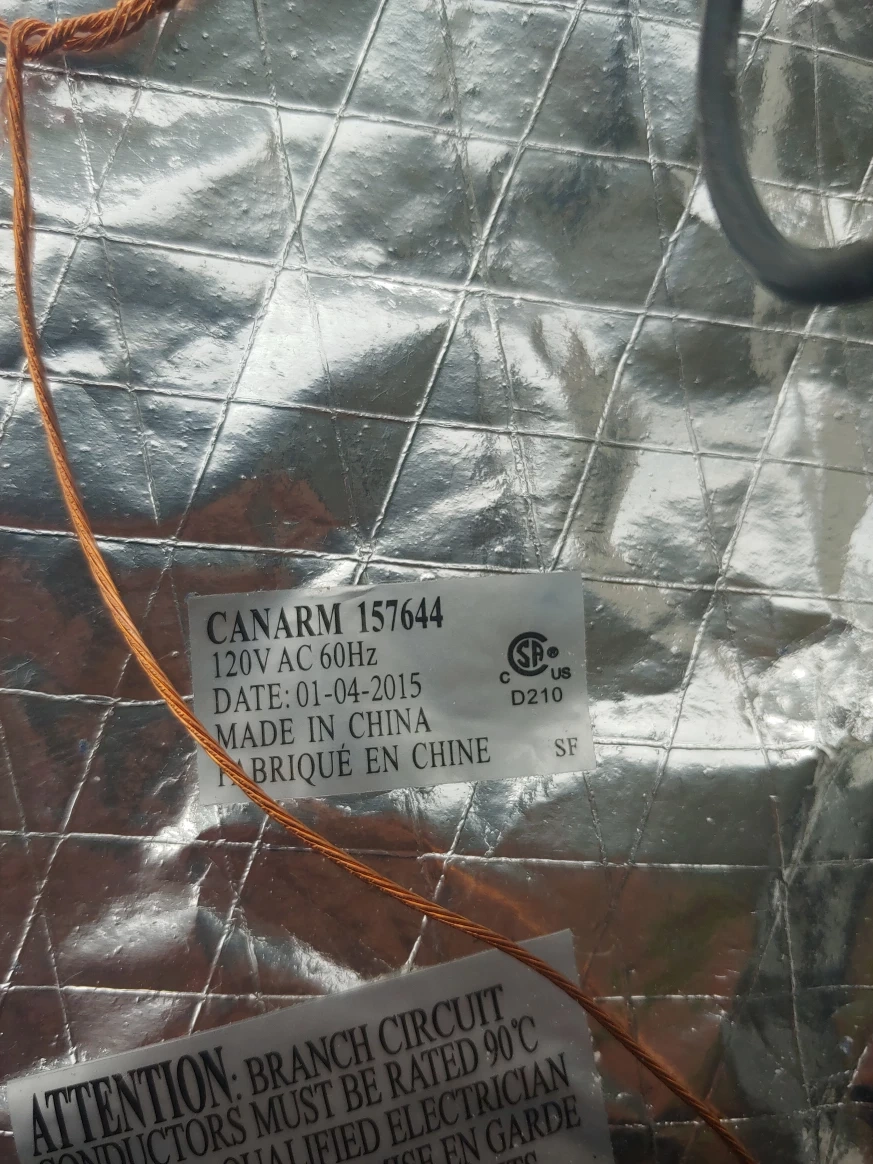 CANARM 157644
120V AC 60Hz
DATE: 01-04-2015
MADE IN CHINA
FABRIQUÉ EN CHINE
CSA®
C US
D210
SF
ATTENTION: BRANCH CIRCUIT
CONDUCTORS MUST BE RATED 90°C
QUALIFIED ELECTRICIAN
EN GARDE